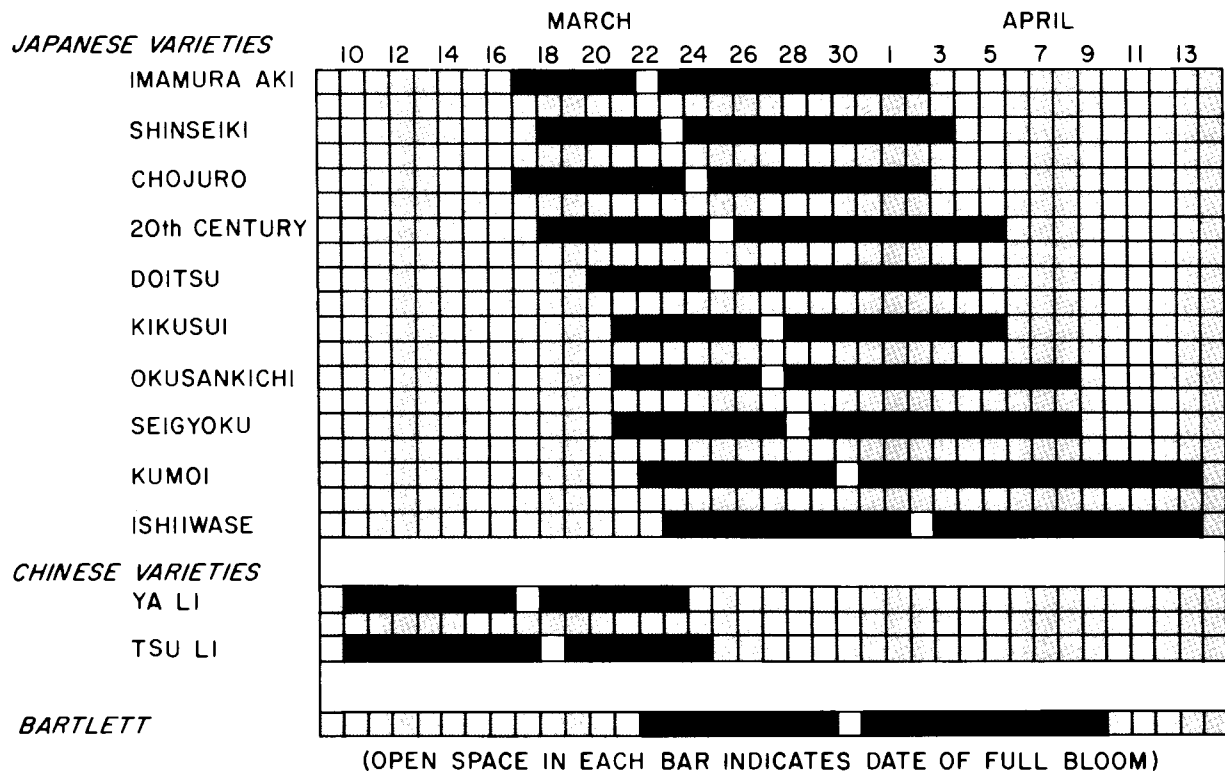 MARCH APRIL
JAPANESE VARIETIES 10 12 14 16 18 20 22 24 26 28 30 1 3 5 7 9 11 13
IMAMURA AKI
SHINSEIKI
CHOJURO
20th CENTURY
DOITSU
KIKUSUI
OKUSANKICHI
SEIGYOKU
KUMOI
ISHIIWASE
CHINESE VARIETIES
YA LI
TSU LI
BARTLETT
(OPEN SPACE IN EACH BAR INDICATES DATE OF FULL BLOOM)